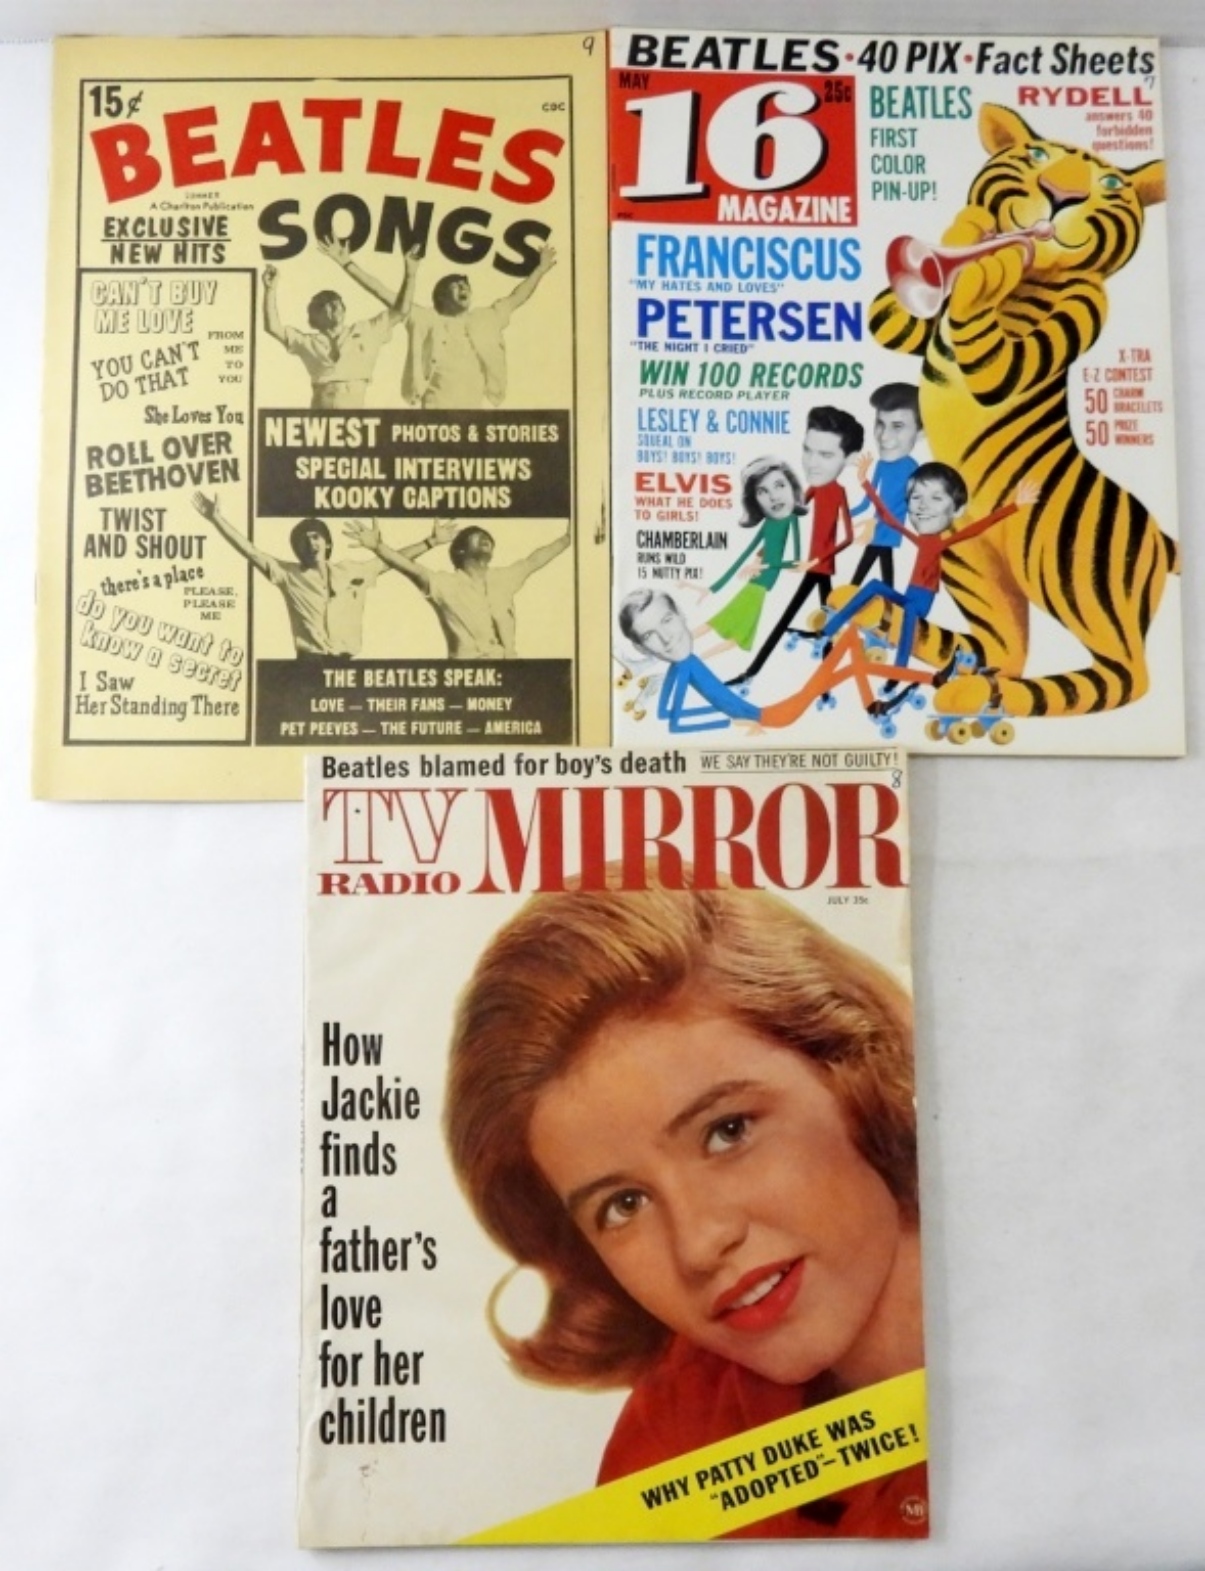 9
15¢
CDC
BEATLES
SONGS
SUMMER
A Charlton Publication
EXCLUSIVE
NEW HITS
CAN'T BUY
ME LOVE
FROM
ME
TO
YOU
YOU CAN'T
DO THAT
She Loves You
ROLL OVER
BEETHOVEN
TWIST
AND SHOUT
there's a place
PLEASE,
PLEASE
ME
do you want to
know a secret
I Saw
Her Standing There
NEWEST PHOTOS & STORIES
SPECIAL INTERVIEWS
KOOKY CAPTIONS
THE BEATLES SPEAK:
LOVE — THEIR FANS — MONEY
PET PEEVES — THE FUTURE — AMERICA
BEATLES • 40 PIX • Fact Sheets
7
MAY
25c
16
MAGAZINE
BEATLES
FIRST
COLOR
PIN-UP!
RYDELL
answers 40
forbidden
questions!
FRANCISCUS
"MY HATES AND LOVES"
PETERSEN
"THE NIGHT I CRIED"
WIN 100 RECORDS
PLUS RECORD PLAYER
LESLEY & CONNIE
SQUEAL ON
BOYS! BOYS! BOYS!
ELVIS
WHAT HE DOES
TO GIRLS!
CHAMBERLAIN
RUNS WILD
15 NUTTY PIX!
X-TRA
E-Z CONTEST
50 CHARM
BRACELETS
50 PRIZE
WINNERS
Beatles blamed for boy's death WE SAY THEY'RE NOT GUILTY!
8
TV RADIO MIRROR
JULY 35c
How
Jackie
finds
a
father's
love
for her
children
WHY PATTY DUKE WAS
"ADOPTED"—TWICE!